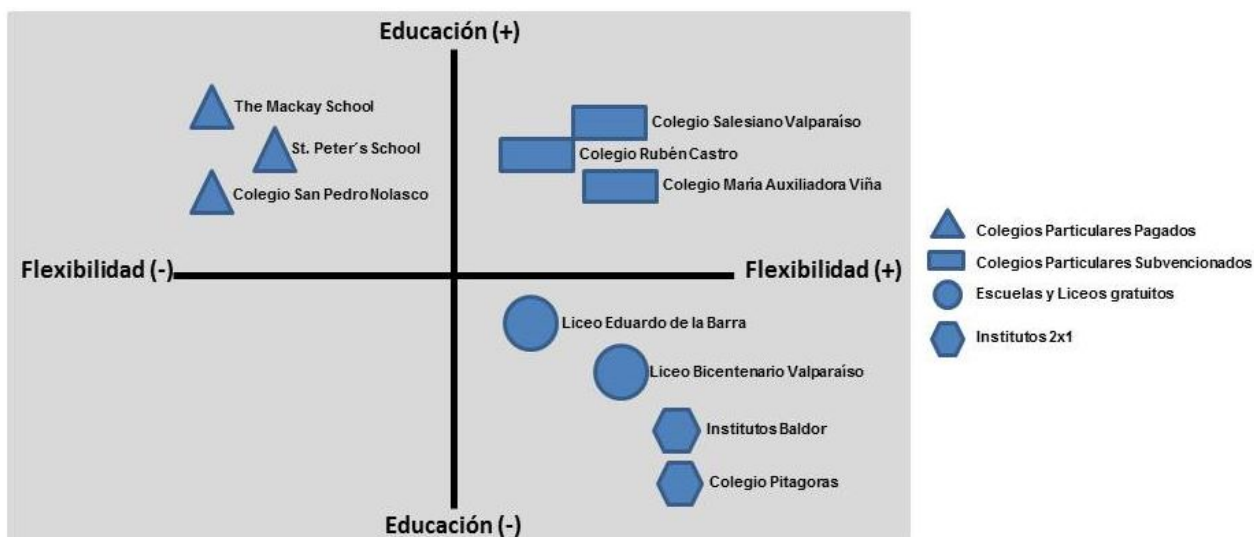 Educación (+)
The Mackay School
St. Peter´s School
Colegio San Pedro Nolasco
Colegio Salesiano Valparaíso
Colegio Rubén Castro
Colegio María Auxiliadora Viña
Flexibilidad (-)
Flexibilidad (+)
Liceo Eduardo de la Barra
Liceo Bicentenario Valparaíso
Institutos Baldor
Colegio Pitagoras
Educación (-)
Colegios Particulares Pagados
Colegios Particulares Subvencionados
Escuelas y Liceos gratuitos
Institutos 2x1